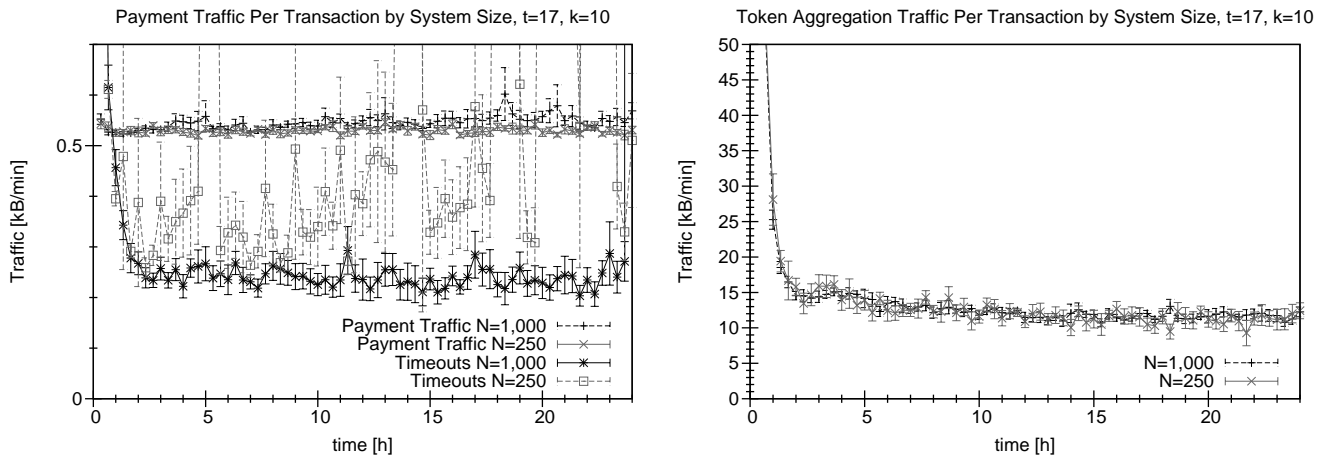 Payment Traffic Per Transaction by System Size, t=17, k=10
Traffic [kB/min]
0.5
0
Payment Traffic N=1,000
Payment Traffic N=250
Timeouts N=1,000
Timeouts N=250
0 5 10 15 20
time [h]
Token Aggregation Traffic Per Transaction by System Size, t=17, k=10
Traffic [kB/min]
50
45
40
35
30
25
20
15
10
5
0
N=1,000
N=250
0 5 10 15 20
time [h]